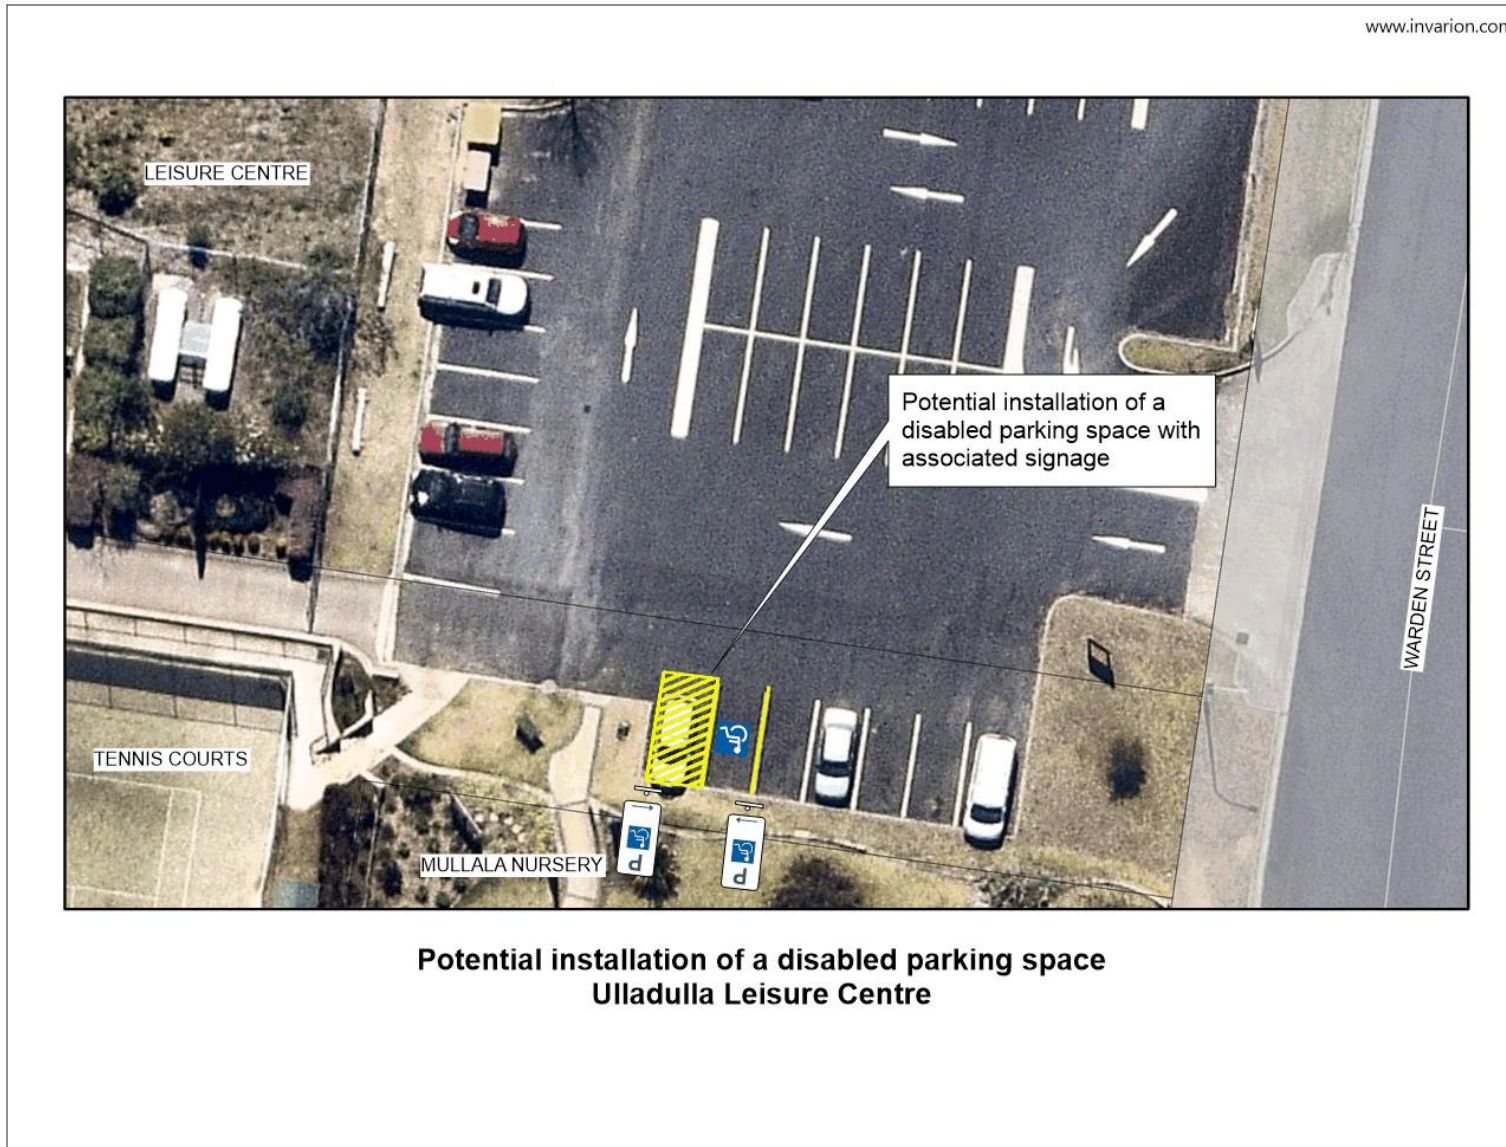 www.invarion.com
LEISURE CENTRE
Potential installation of a
disabled parking space with
associated signage
WARDEN STREET
TENNIS COURTS
MULLALA NURSERY
P
P
Potential installation of a disabled parking space
Ulladulla Leisure Centre